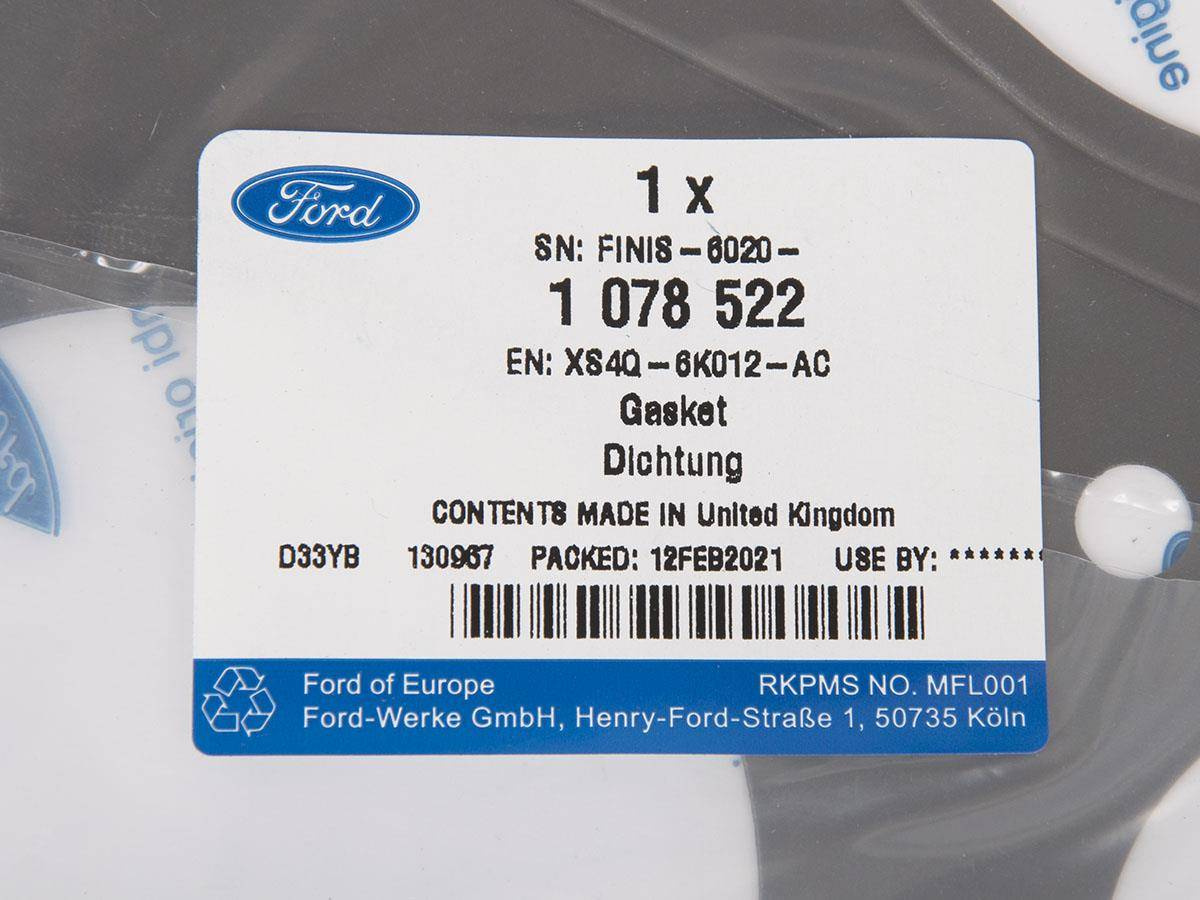 Ford
1 x
SN: FINIS-6020-
1 078 522
EN: XS4Q-6K012-AC
Gasket
Dichtung
CONTENTS MADE IN United Kingdom
D33YB 130967 PACKED: 12FEB2021 USE BY: *******
Ford of Europe RKPMS NO. MFL001
Ford-Werke GmbH, Henry-Ford-Straße 1, 50735 Köln